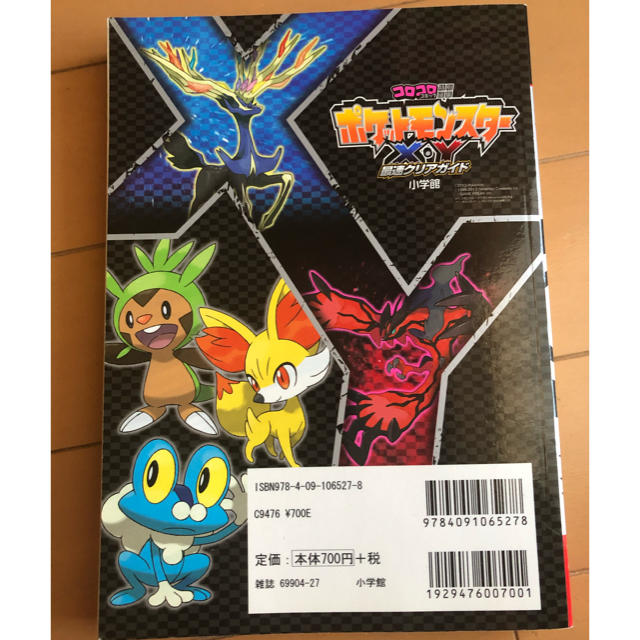 コロコロ
ポケットモンスター
X・Y
最速クリアガイド
小学館
ISBN978-4-09-106527-8
C9476 ¥700E
定価：本体700円+税
雑誌 69904-27 小学館
9784091065278
1929476007001